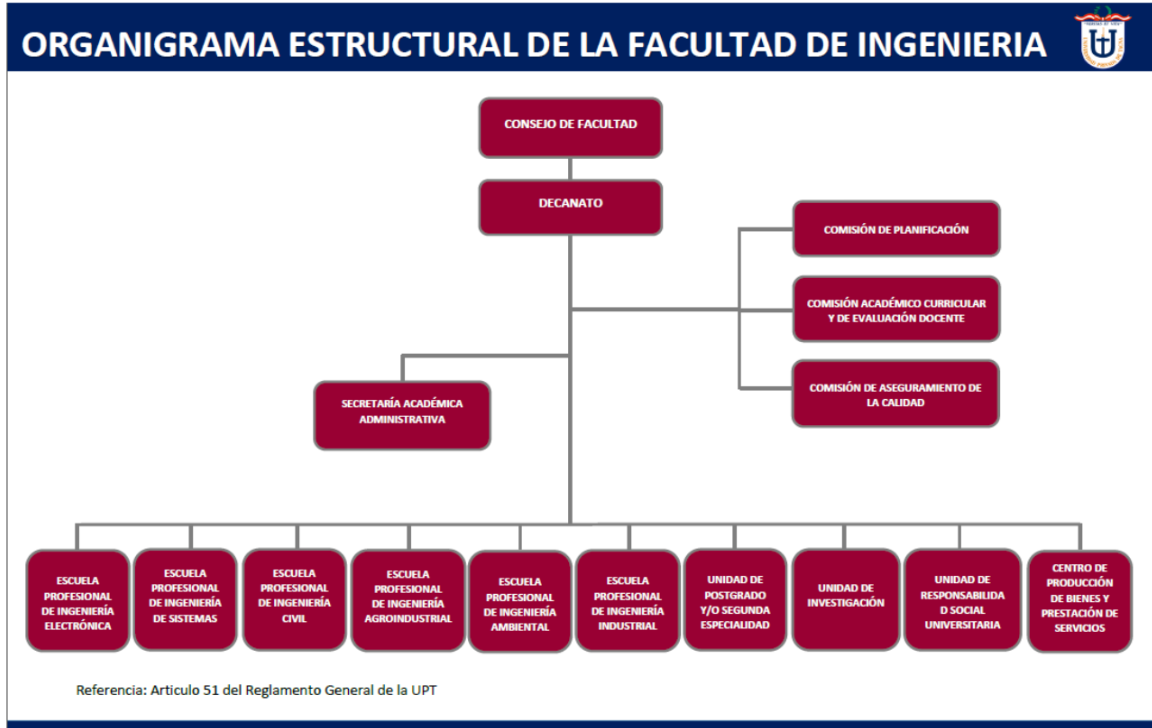 ORGANIGRAMA ESTRUCTURAL DE LA FACULTAD DE INGENIERIA
CONSEJO DE FACULTAD
DECANATO
COMISIÓN DE PLANIFICACIÓN
COMISIÓN ACADÉMICO CURRICULAR
Y DE EVALUACIÓN DOCENTE
COMISIÓN DE ASEGURAMIENTO DE
LA CALIDAD
SECRETARÍA ACADÉMICA
ADMINISTRATIVA
ESCUELA
PROFESIONAL
DE INGENIERÍA
ELECTRÓNICA
ESCUELA
PROFESIONAL
DE INGENIERÍA
DE SISTEMAS
ESCUELA
PROFESIONAL
DE INGENIERÍA
CIVIL
ESCUELA
PROFESIONAL
DE INGENIERÍA
AGROINDUSTRIAL
ESCUELA
PROFESIONAL
DE INGENIERÍA
AMBIENTAL
ESCUELA
PROFESIONAL
DE INGENIERÍA
INDUSTRIAL
UNIDAD DE
POSTGRADO
Y/O SEGUNDA
ESPECIALIDAD
UNIDAD DE
INVESTIGACIÓN
UNIDAD DE
RESPONSABILIDA
D SOCIAL
UNIVERSITARIA
CENTRO DE
PRODUCCIÓN
DE BIENES Y
PRESTACIÓN DE
SERVICIOS
Referencia: Articulo 51 del Reglamento General de la UPT